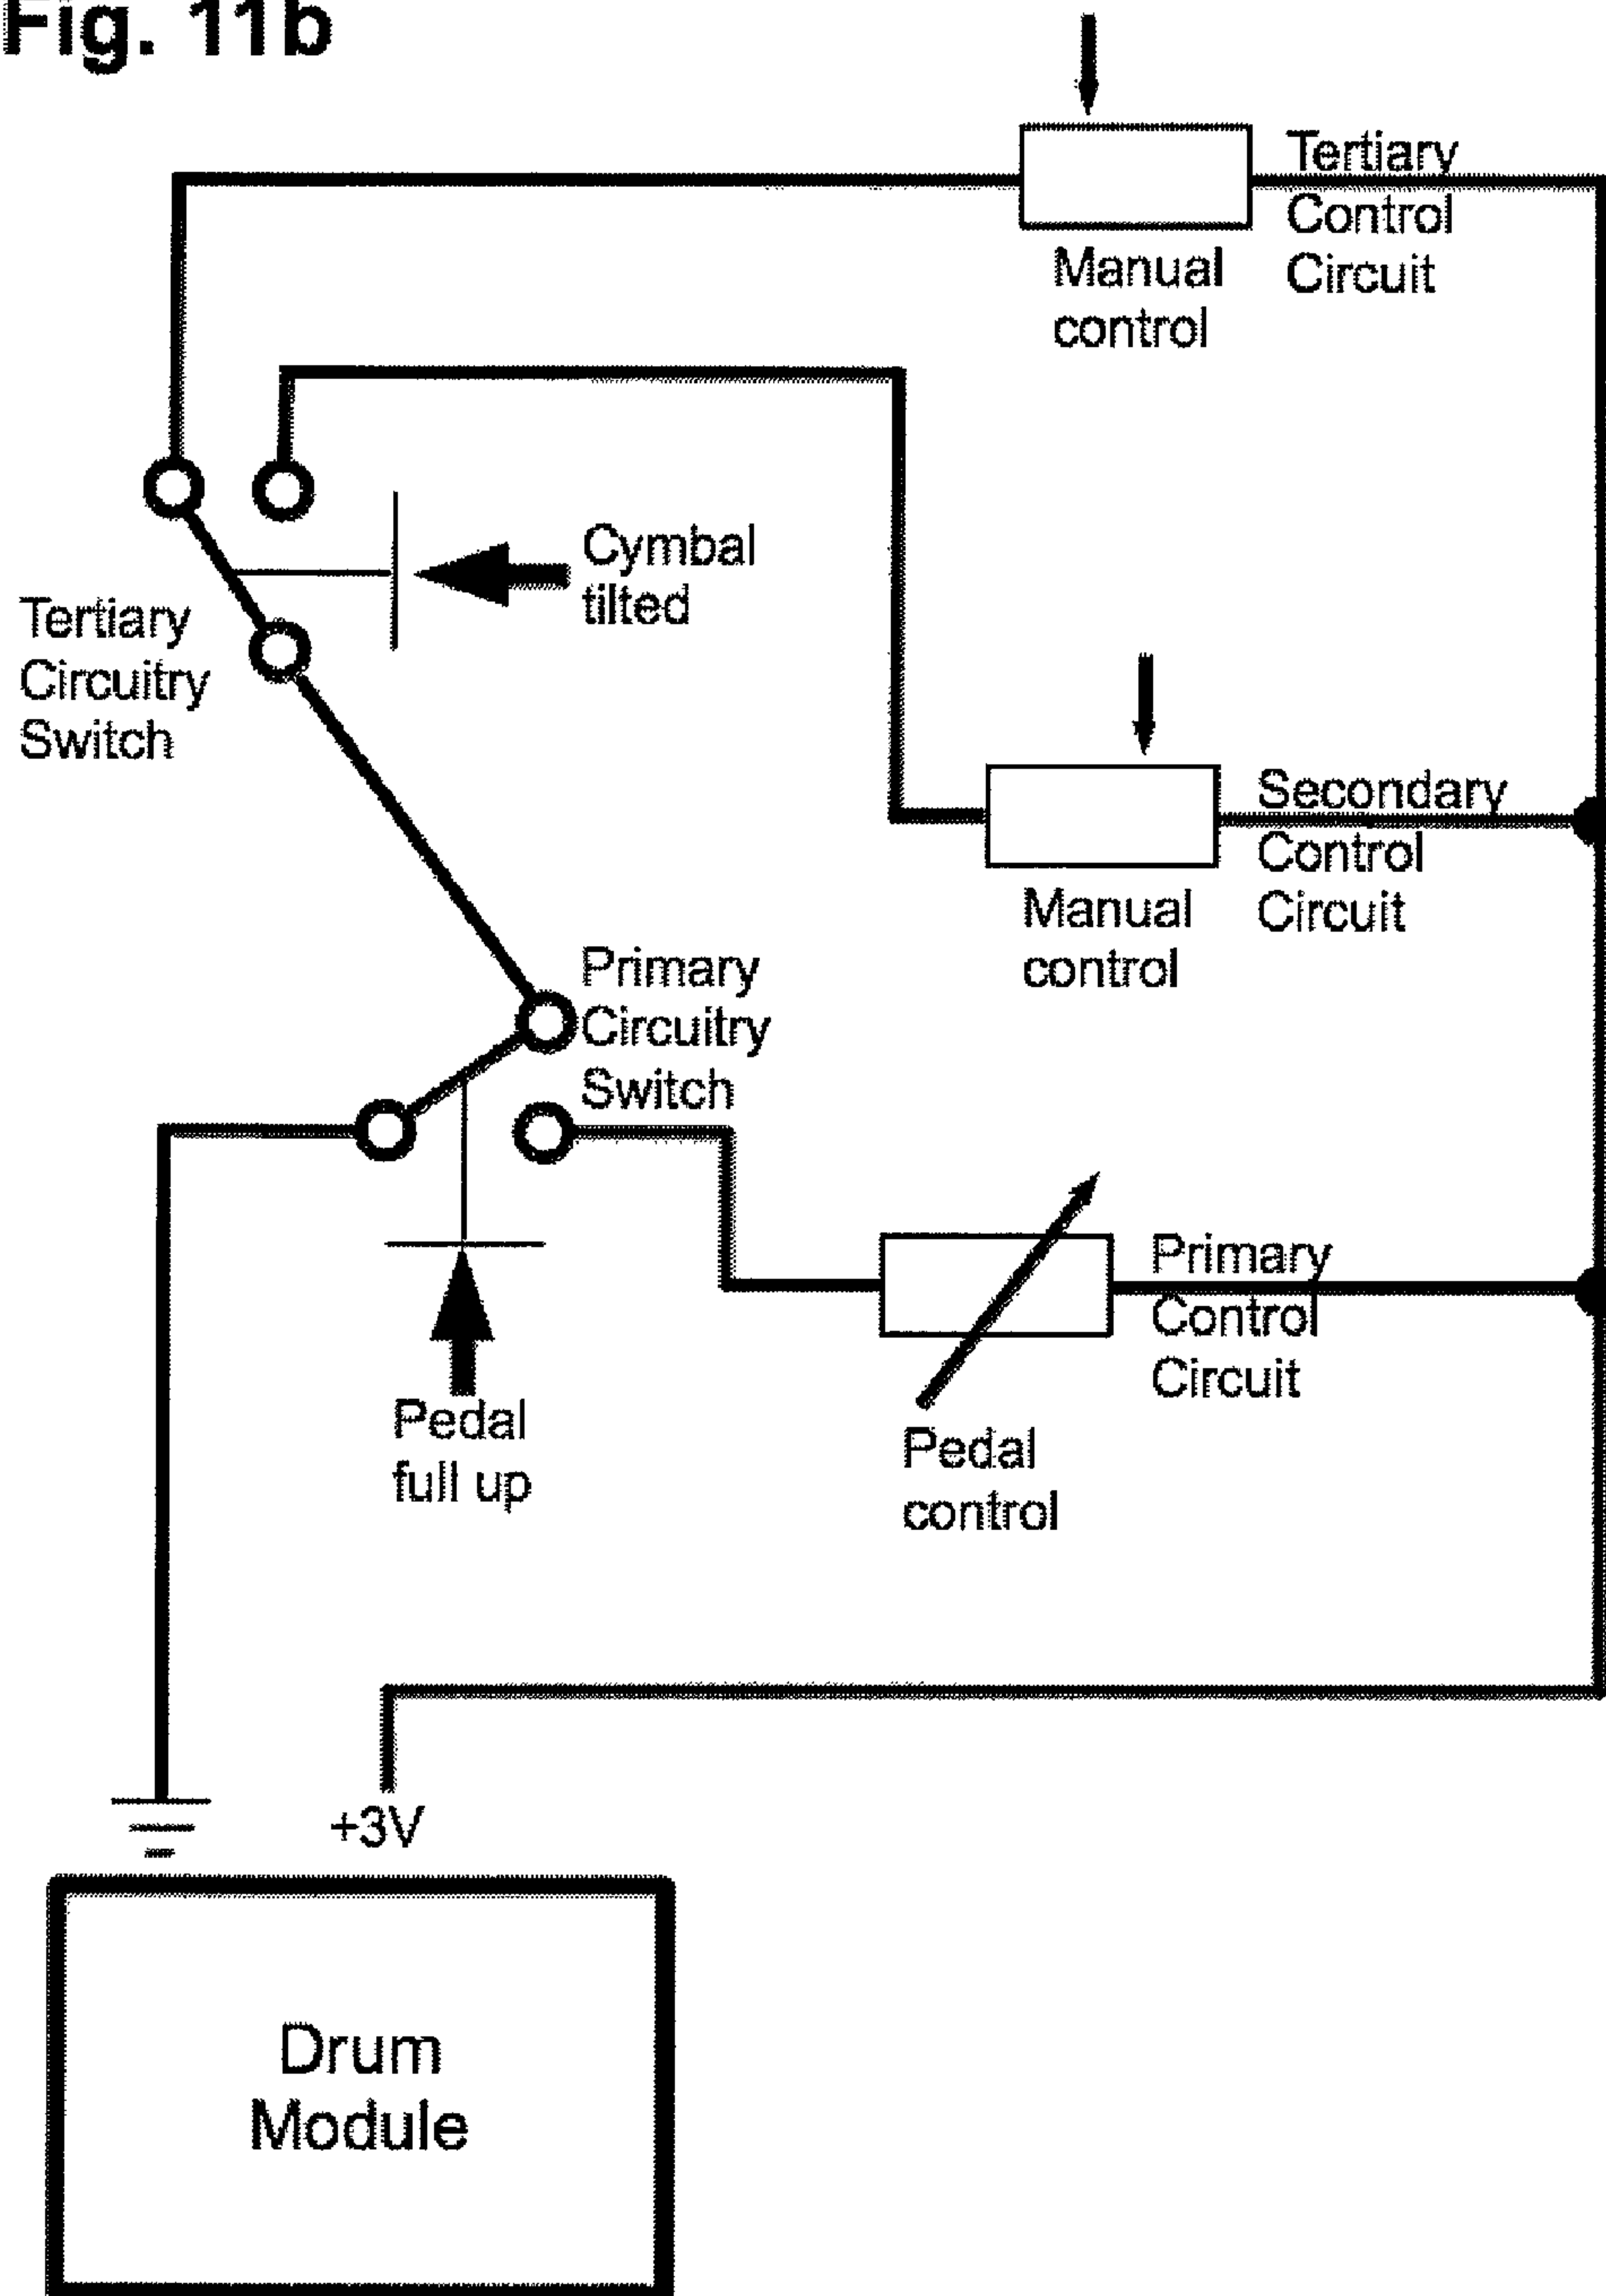 Fig. 11b
Tertiary
Control
Circuit
Manual
control
Cymbal
tilted
Tertiary
Circuitry
Switch
Secondary
Control
Circuit
Manual
control
Primary
Circuitry
Switch
Primary
Control
Circuit
Pedal
full up
Pedal
control
+3V
Drum
Module